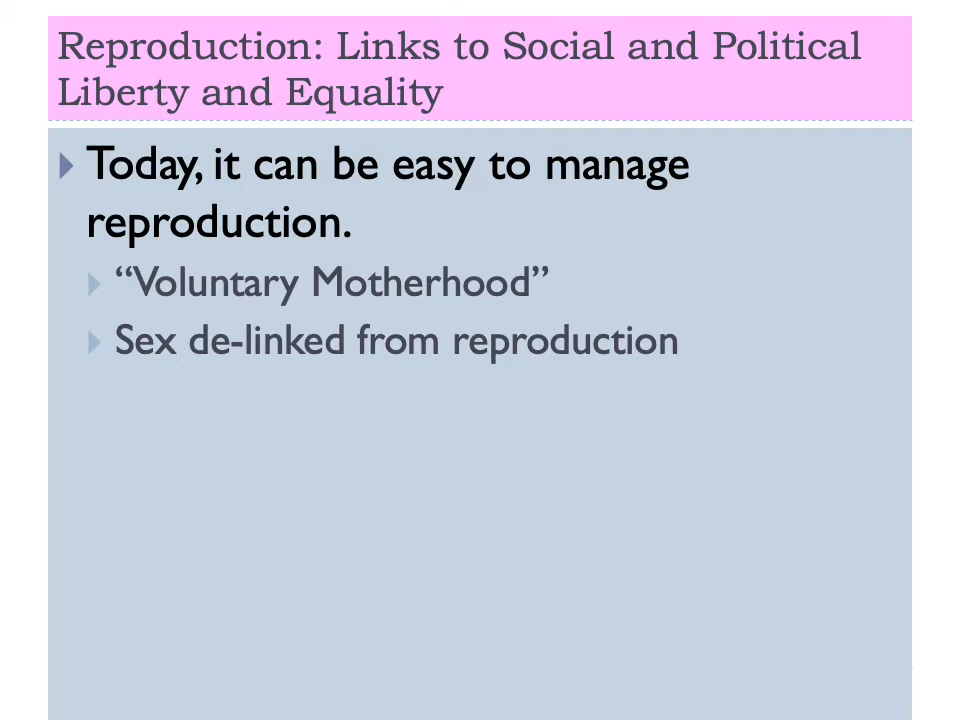 Reproduction: Links to Social and Political
Liberty and Equality
Today, it can be easy to manage
reproduction.
“Voluntary Motherhood”
Sex de-linked from reproduction